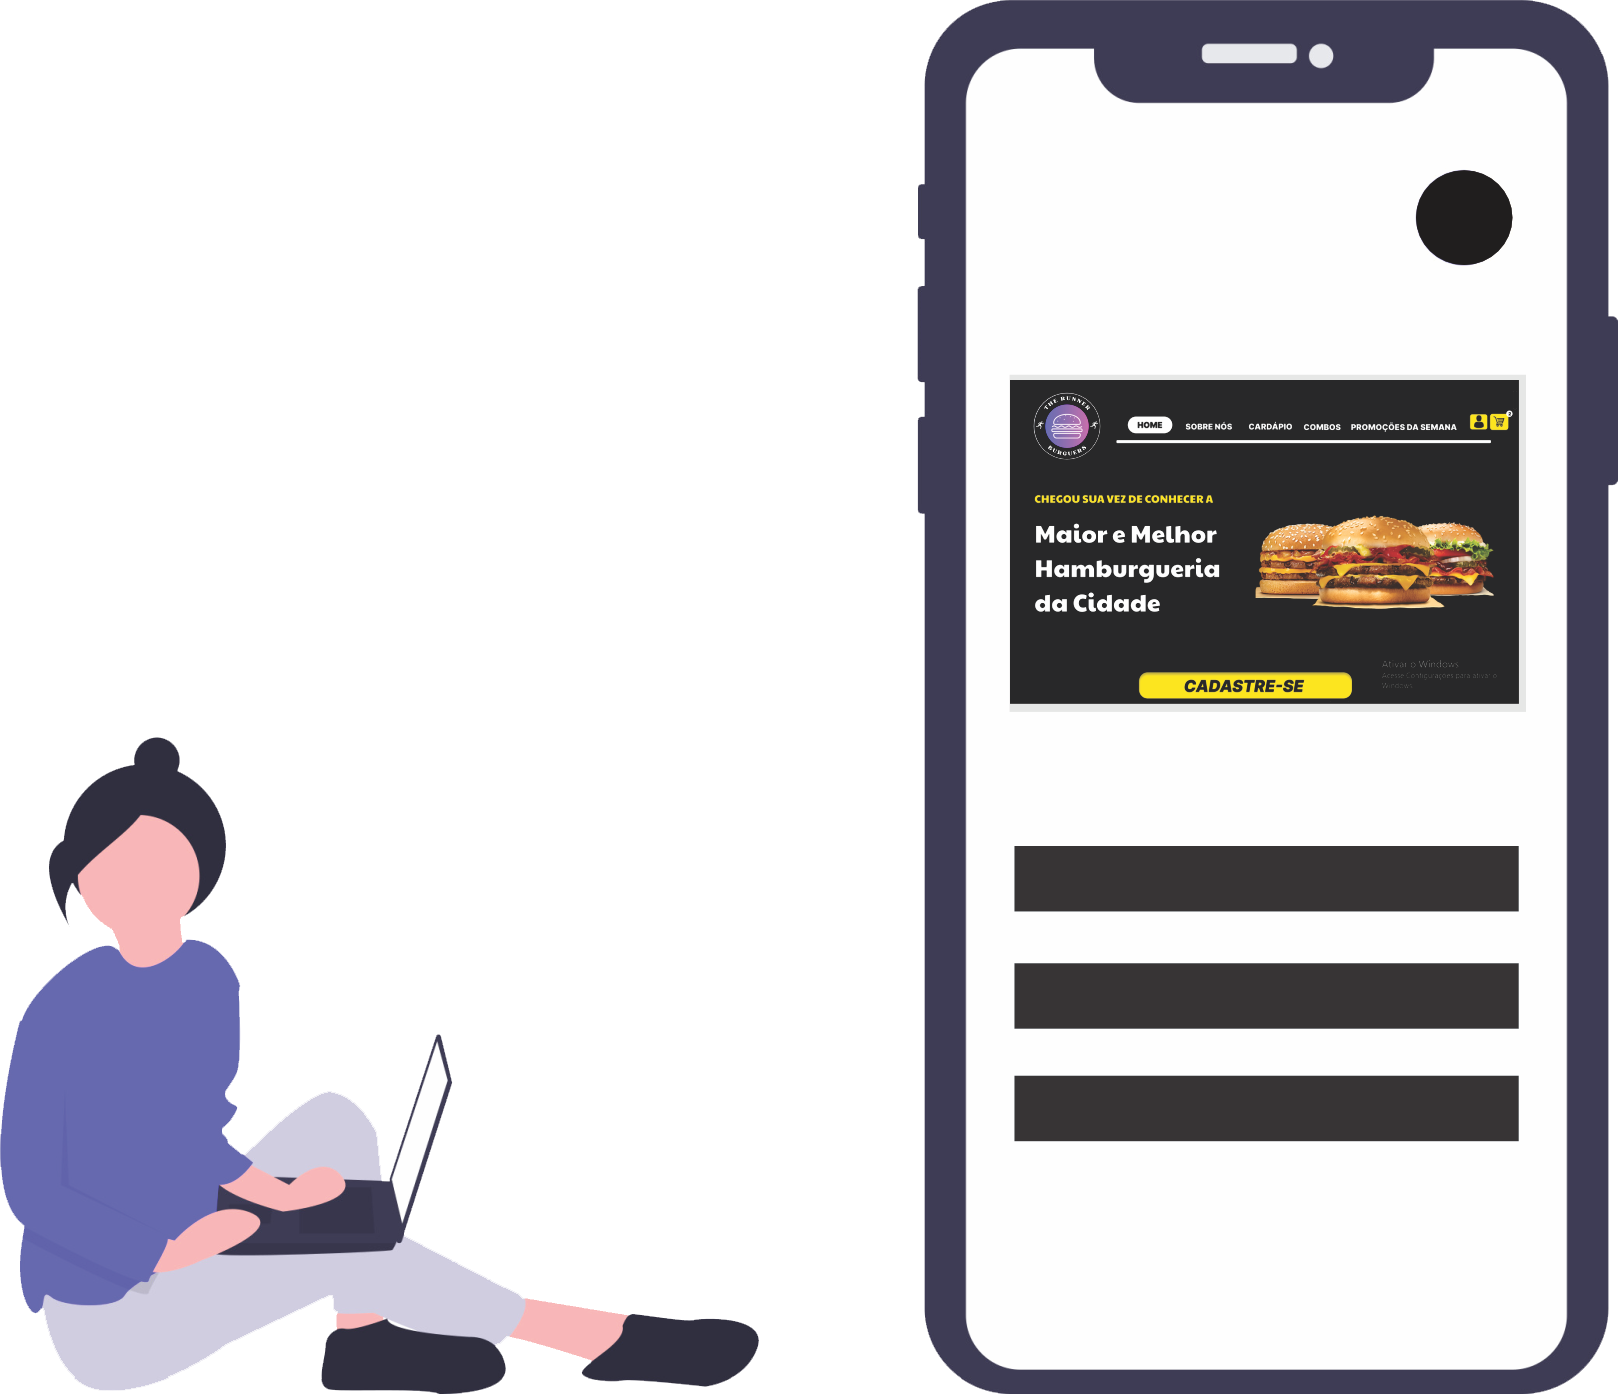 THE RUNNER
BURGUERS
HOME SOBRE NÓS CARDÁPIO COMBOS PROMOÇÕES DA SEMANA
CHEGOU SUA VEZ DE CONHECER A
Maior e Melhor
Hamburgueria
da Cidade
Ativar o Windows
Acesse Configurações para ativar o
Windows.
CADASTRE-SE